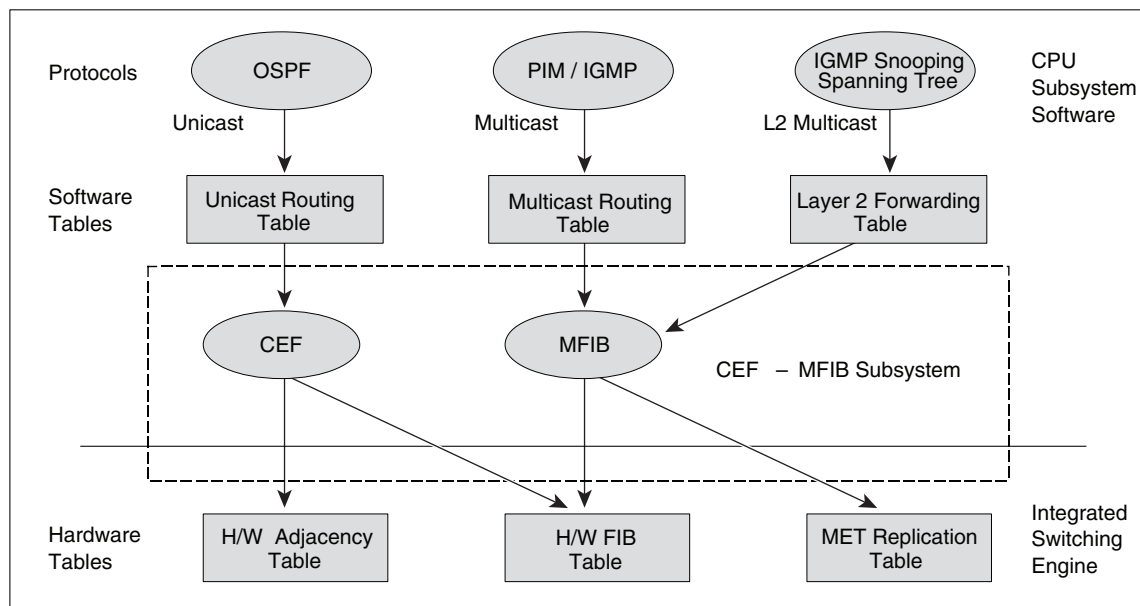 Protocols
OSPF
PIM / IGMP
IGMP Snooping
Spanning Tree
CPU
Subsystem
Software
Unicast
Multicast
L2 Multicast
Software
Tables
Unicast Routing
Table
Multicast Routing
Table
Layer 2 Forwarding
Table
CEF
MFIB
CEF – MFIB Subsystem
Hardware
Tables
H/W Adjacency
Table
H/W FIB
Table
MET Replication
Table
Integrated
Switching
Engine